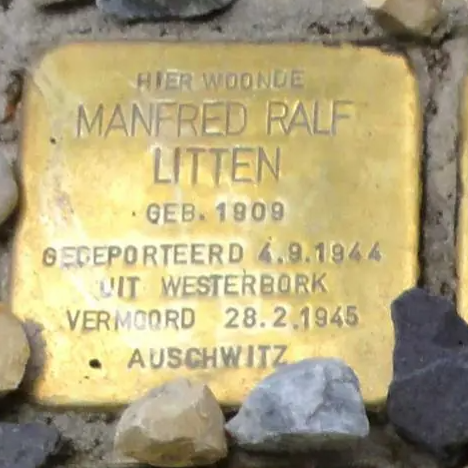 HIER WOONDE
MANFRED RALF
LITTEN
GEB. 1909
GEDEPORTEERD 4.9.1944
UIT WESTERBORK
VERMOORD 28.2.1945
AUSCHWITZ